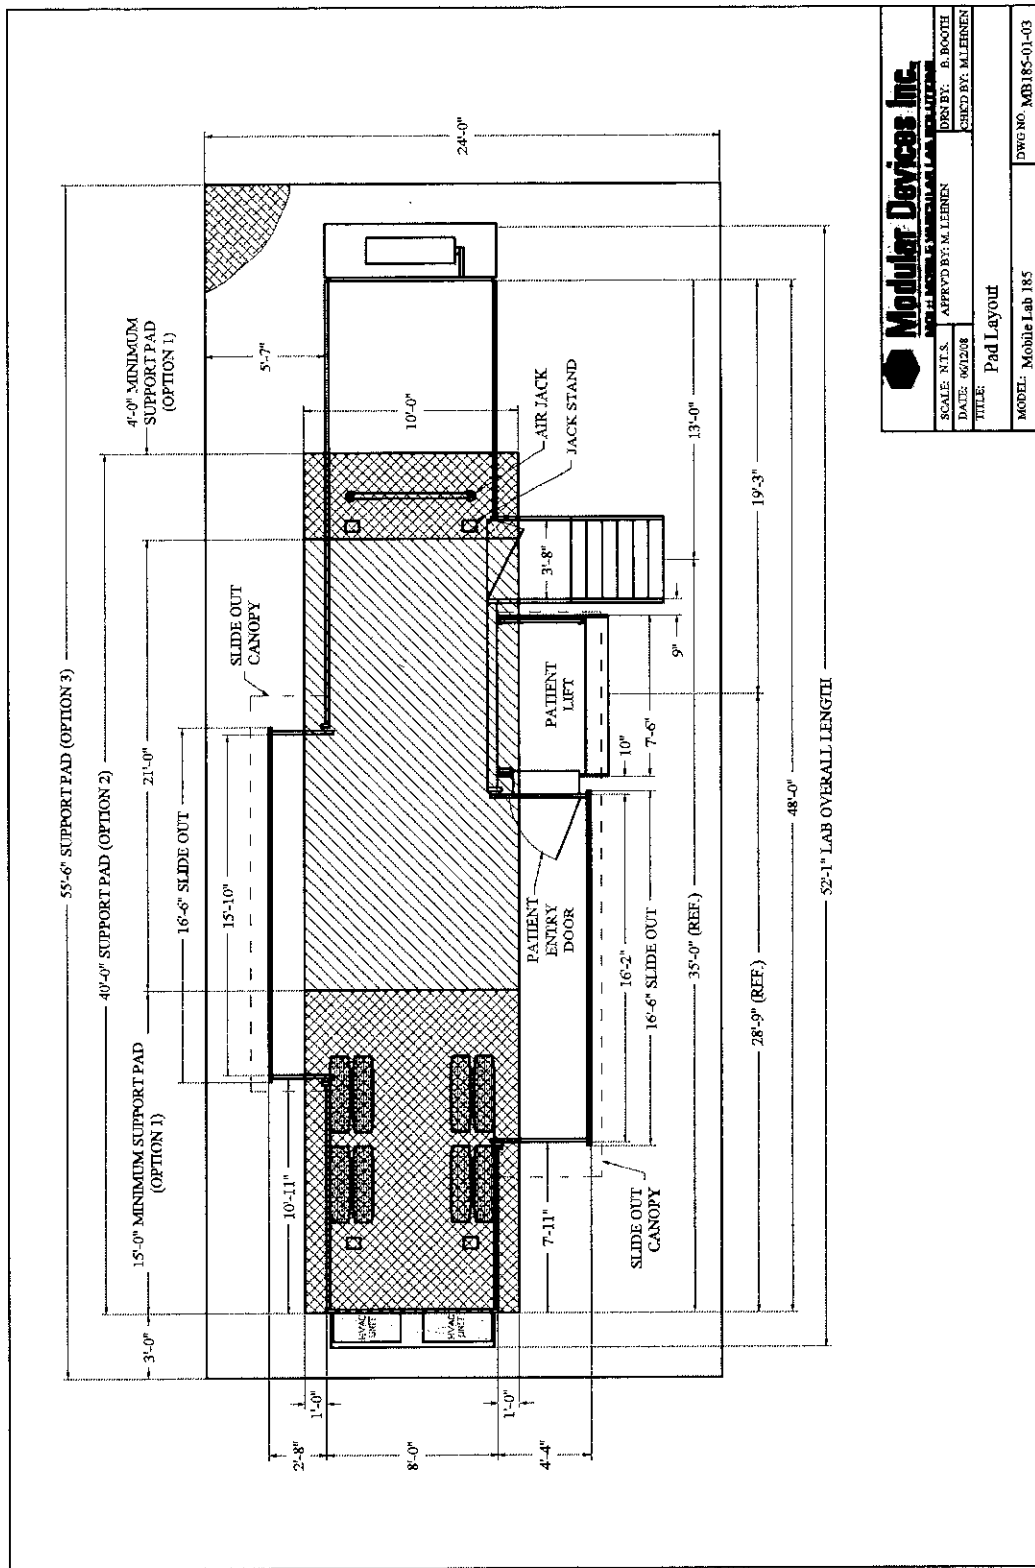 55'-6" SUPPORT PAD (OPTION 3)
40'-0" SUPPORT PAD (OPTION 2)
3'-0"
15'-0" MINIMUM SUPPORT PAD
(OPTION 1)
21'-0"
4'-0" MINIMUM
SUPPORT PAD
(OPTION 1)
16'-6" SLIDE OUT
15'-10"
10'-11"
SLIDE OUT
CANOPY
5'-7"
24'-0"
10'-0"
AIR JACK
JACK STAND
2'-8"
1'-0"
8'-0"
1'-0"
4'-4"
HVAC
UNIT
HVAC
UNIT
PATIENT
LIFT
3'-8"
PATIENT
ENTRY
DOOR
7'-11"
SLIDE OUT
CANOPY
16'-2"
16'-6" SLIDE OUT
10"
7'-6"
9"
35'-0" (REF.)
13'-0"
28'-9" (REF.)
19'-3"
48'-0"
52'-1" LAB OVERALL LENGTH
Modular Devices Inc.
SCALE: N.T.S.
APPRV'D BY: M. LEHNEN
DRN BY: B. BOOTH
DATE: 06/12/08
CHK'D BY: M.LEHNEN
TITLE:
Pad Layout
MODEL: Mobile Lab 185
DWG NO. MB185-01-03